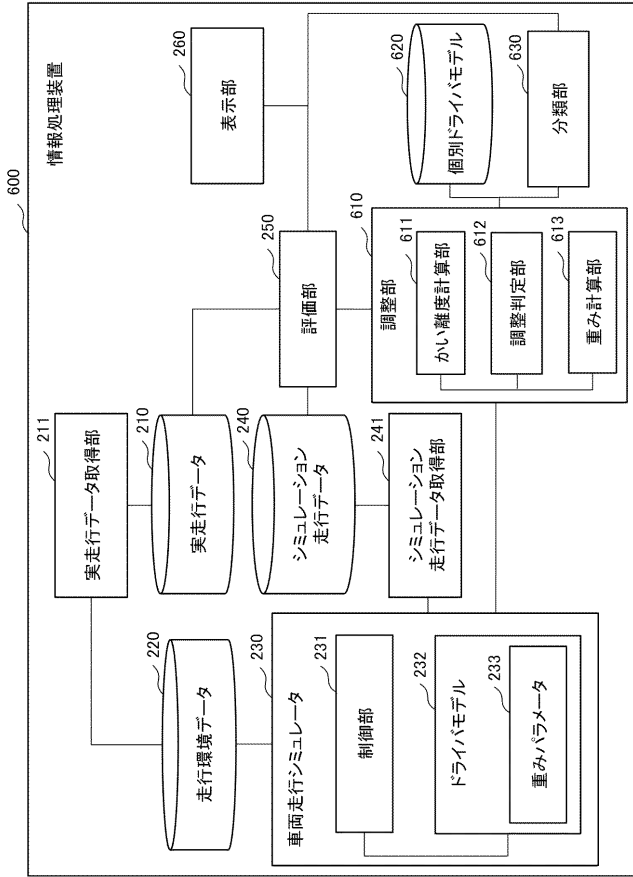 600
情報処理装置
211
実走行データ取得部
260
表示部
220
走行環境データ
210
実走行データ
250
評価部
620
個別ドライバモデル
230
車両走行シミュレータ
240
シミュレーション
走行データ
610
調整部
630
分類部
231
制御部
241
シミュレーション
走行データ取得部
611
かい離度計算部
232
ドライバモデル
612
調整判定部
233
重みパラメータ
613
重み計算部